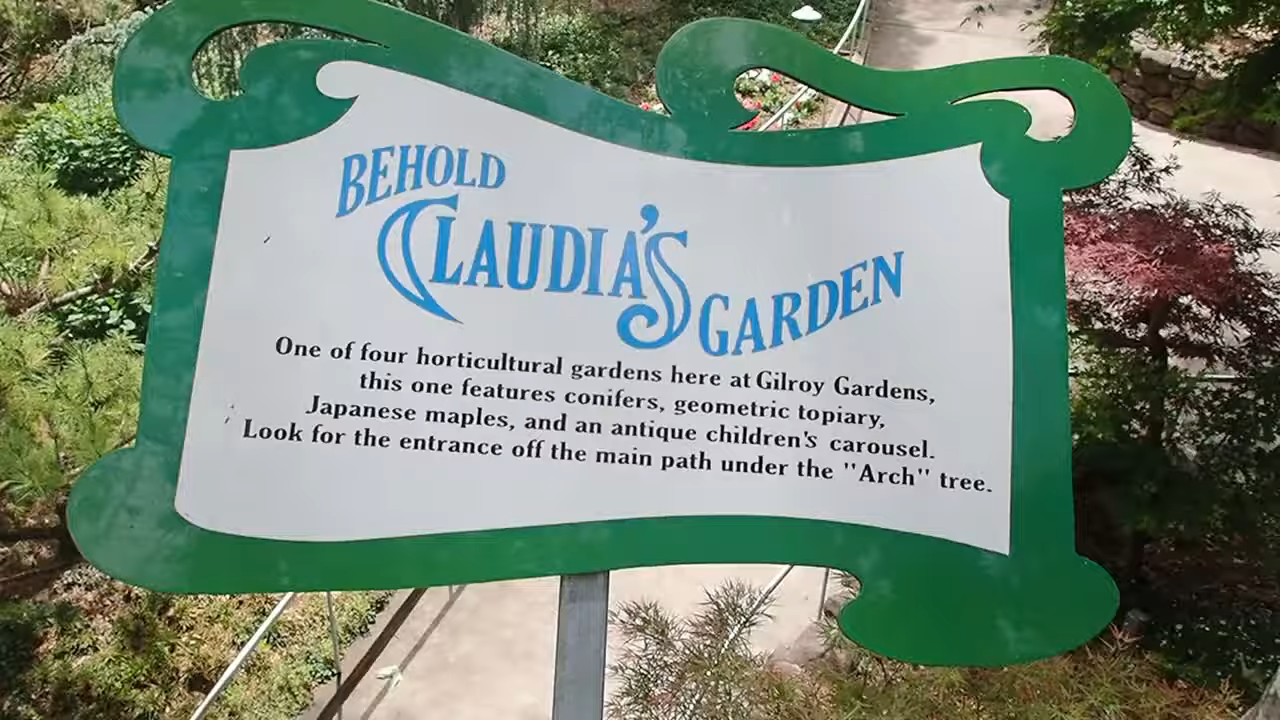 BEHOLD
CLAUDIA'S
GARDEN
One of four horticultural gardens here at Gilroy Gardens,
this one features conifers, geometric topiary,
Japanese maples, and an antique children's carousel.
Look for the entrance off the main path under the "Arch" tree.